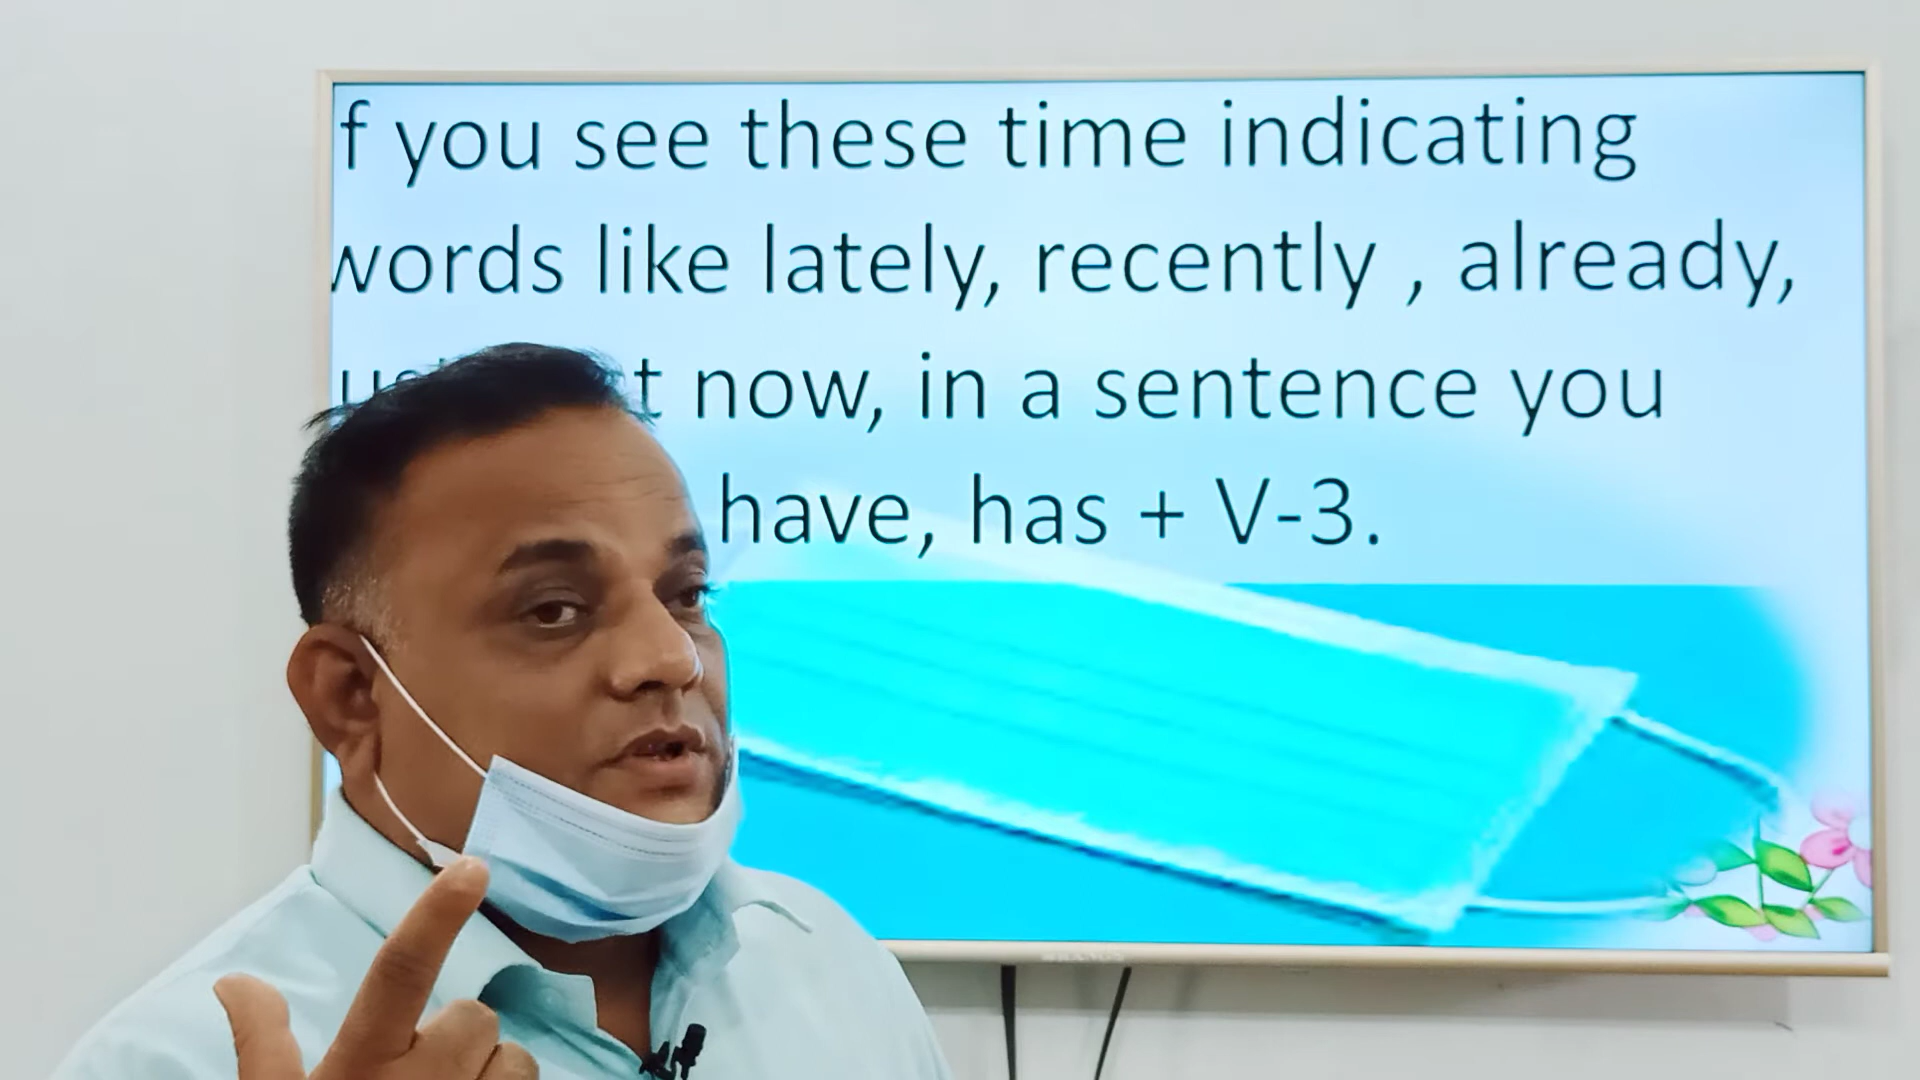 f you see these time indicating
words like lately, recently , already,
now, in a sentence you
have, has + V-3.